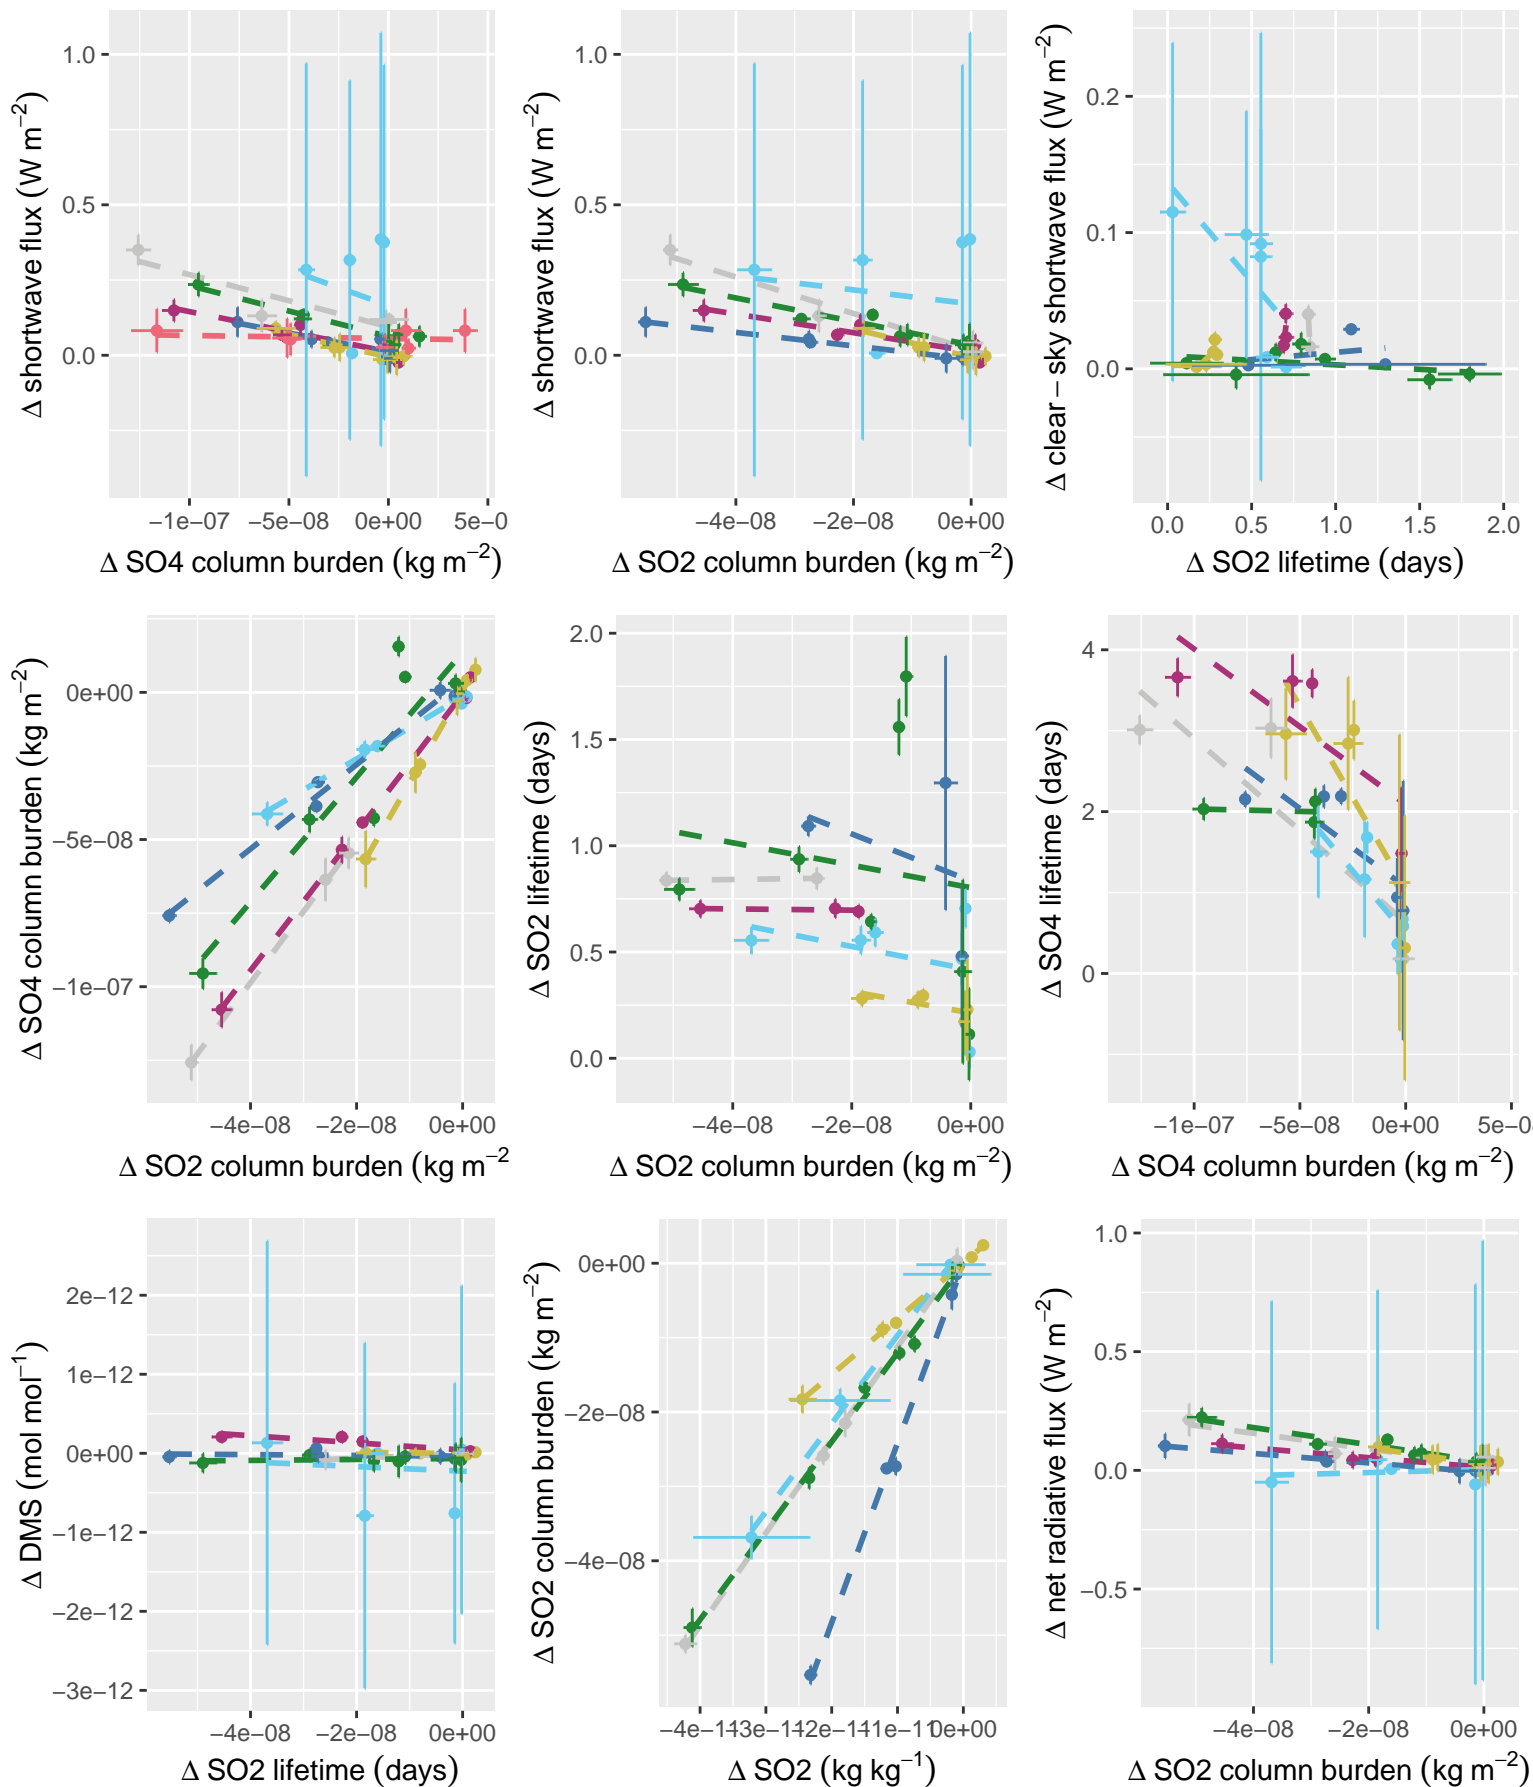 Δ shortwave flux (W m−2)
1.0
0.5
0.0
−1e−07 −5e−08 0e+00 5e−0
Δ SO4 column burden (kg m−2)
Δ shortwave flux (W m−2)
1.0
0.5
0.0
−4e−08 −2e−08 0e+00
Δ SO2 column burden (kg m−2)
Δ clear − sky shortwave flux (W m−2)
0.2
0.1
0.0
0.0 0.5 1.0 1.5 2.0
Δ SO2 lifetime (days)
Δ SO4 column burden (kg m−2)
0e+00
−5e−08
−1e−07
−4e−08 −2e−08 0e+00
Δ SO2 column burden (kg m−2
Δ SO2 lifetime (days)
2.0
1.5
1.0
0.5
0.0
−4e−08 −2e−08 0e+00
Δ SO2 column burden (kg m−2)
Δ SO4 lifetime (days)
4
2
0
−1e−07 −5e−08 0e+00 5e−0
Δ SO4 column burden (kg m−2)
Δ DMS (mol mol−1)
2e−12
1e−12
0e+00
−1e−12
−2e−12
−3e−12
−4e−08 −2e−08 0e+00
Δ SO2 lifetime (days)
Δ SO2 column burden (kg m−2)
0e+00
−2e−08
−4e−08
−4e−11 −3e−11 −2e−11 −1e−11 0e+00
Δ SO2 (kg kg−1)
Δ net radiative flux (W m−2)
1.0
0.5
0.0
−0.5
−4e−08 −2e−08 0e+00
Δ SO2 column burden (kg m−2)